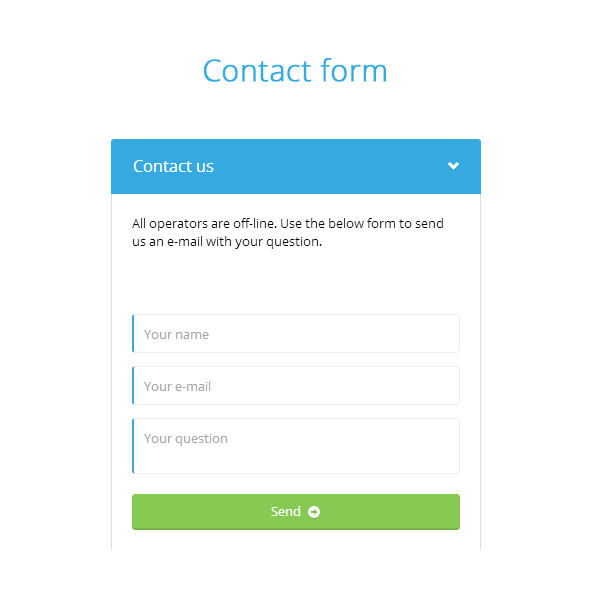 Contact form
Contact us
All operators are off-line. Use the below form to send
us an e-mail with your question.
Your name
Your e-mail
Your question
Send